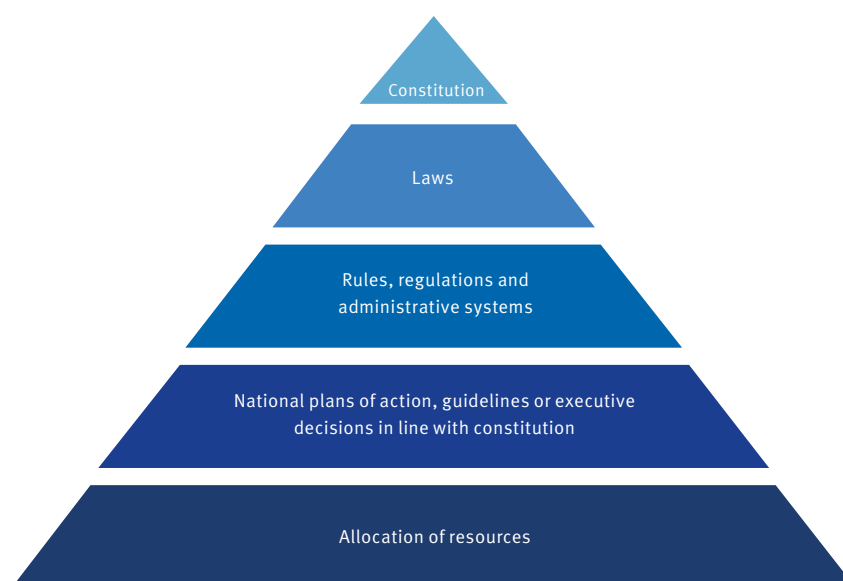 Constitution
Laws
Rules, regulations and
administrative systems
National plans of action, guidelines or executive
decisions in line with constitution
Allocation of resources